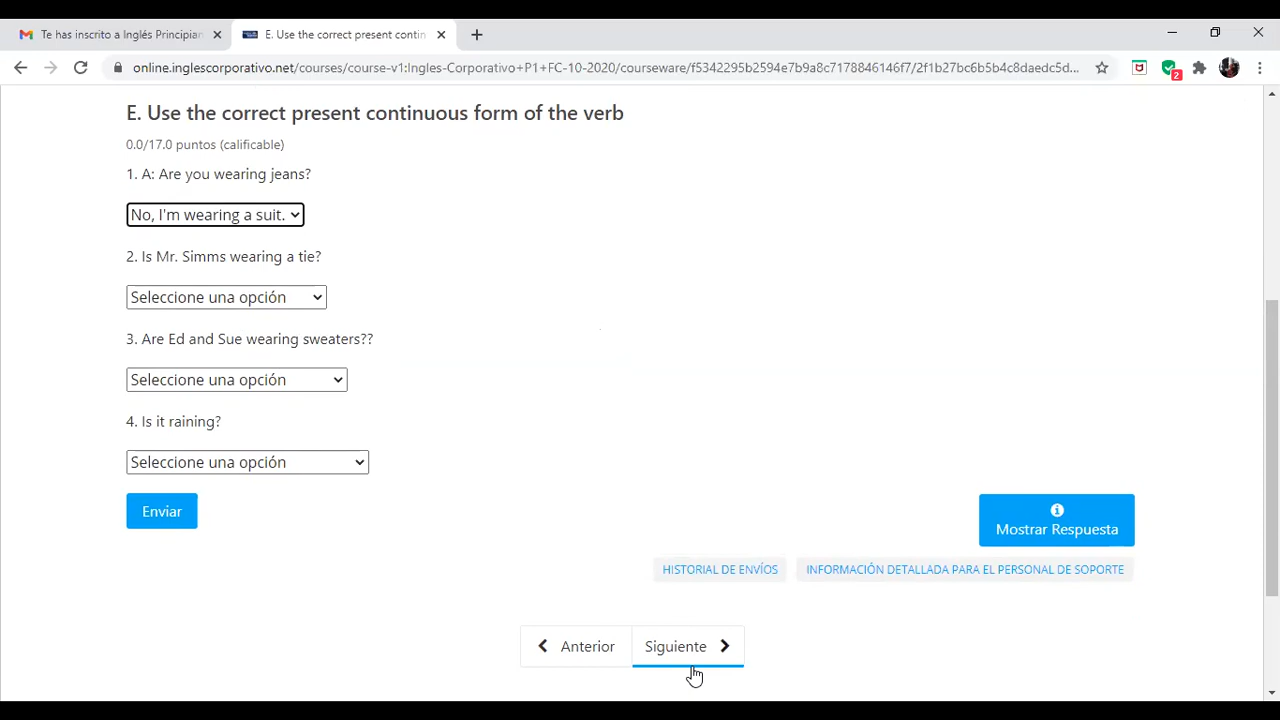 Te has inscrito a Inglés Principian
E. Use the correct present contin
online.inglescorporativo.net/courses/course-v1:Ingles-Corporativo+P1+FC-10-2020/courseware/f5342295b2594e7b9a8c7178846146f7/2f1b27bc6b5b4c8daedc5d...
2
E. Use the correct present continuous form of the verb
0.0/17.0 puntos (calificable)
1. A: Are you wearing jeans?
No, I'm wearing a suit.
2. Is Mr. Simms wearing a tie?
Seleccione una opción
3. Are Ed and Sue wearing sweaters??
Seleccione una opción
4. Is it raining?
Seleccione una opción
Enviar
Mostrar Respuesta
HISTORIAL DE ENVÍOS
INFORMACIÓN DETALLADA PARA EL PERSONAL DE SOPORTE
Anterior
Siguiente